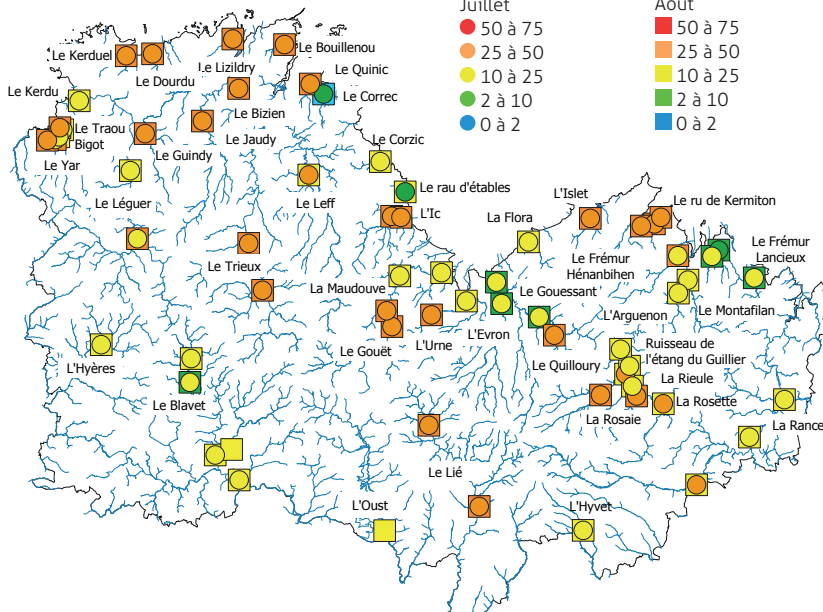 Juillet
50 à 75
25 à 50
10 à 25
2 à 10
0 à 2
Août
50 à 75
25 à 50
10 à 25
2 à 10
0 à 2
Le Kerduel
Le Dourdu
Le Lizildry
Le Bouillenou
Le Quinic
Le Correc
Le Kerdu
Le Bizien
Le Traou
Bigot
Le Jaudy
Le Guindy
Le Yar
Le Corzic
Le Léguer
Le Leff
Le rau d'étables
L'Ic
La Flora
L'Islet
Le ru de Kermiton
Le Trieux
Le Frémur
Hénanbihen
Le Frémur
Lancieux
La Maudouve
Le Gouessant
L'Evron
L'Arguenon
Le Montafilan
L'Hyères
Le Gouët
L'Urne
Le Quilloury
Ruisseau de
l'étang du Guillier
La Rieule
La Rosette
Le Blavet
La Rosaie
La Rance
Le Lié
L'Oust
L'Hyvet